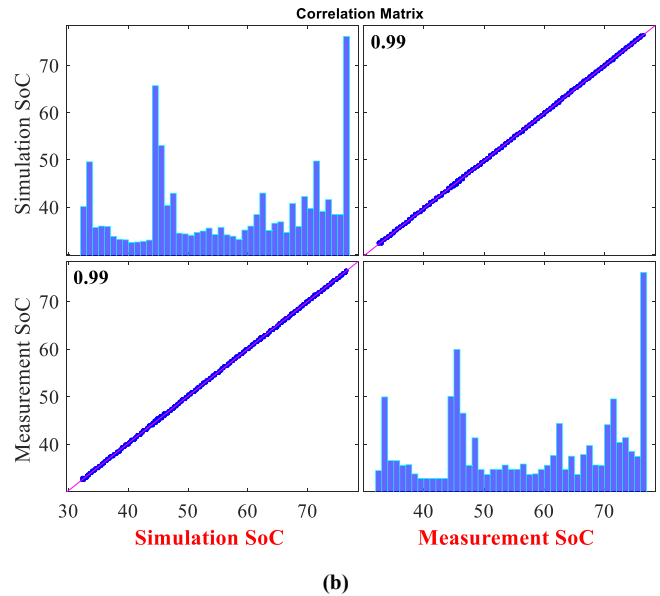 Correlation Matrix
0.99
0.99
Simulation SoC
70
60
50
40
Measurement SoC
70
60
50
40
30 40 50 60 70
40 50 60 70
Simulation SoC
Measurement SoC
(b)